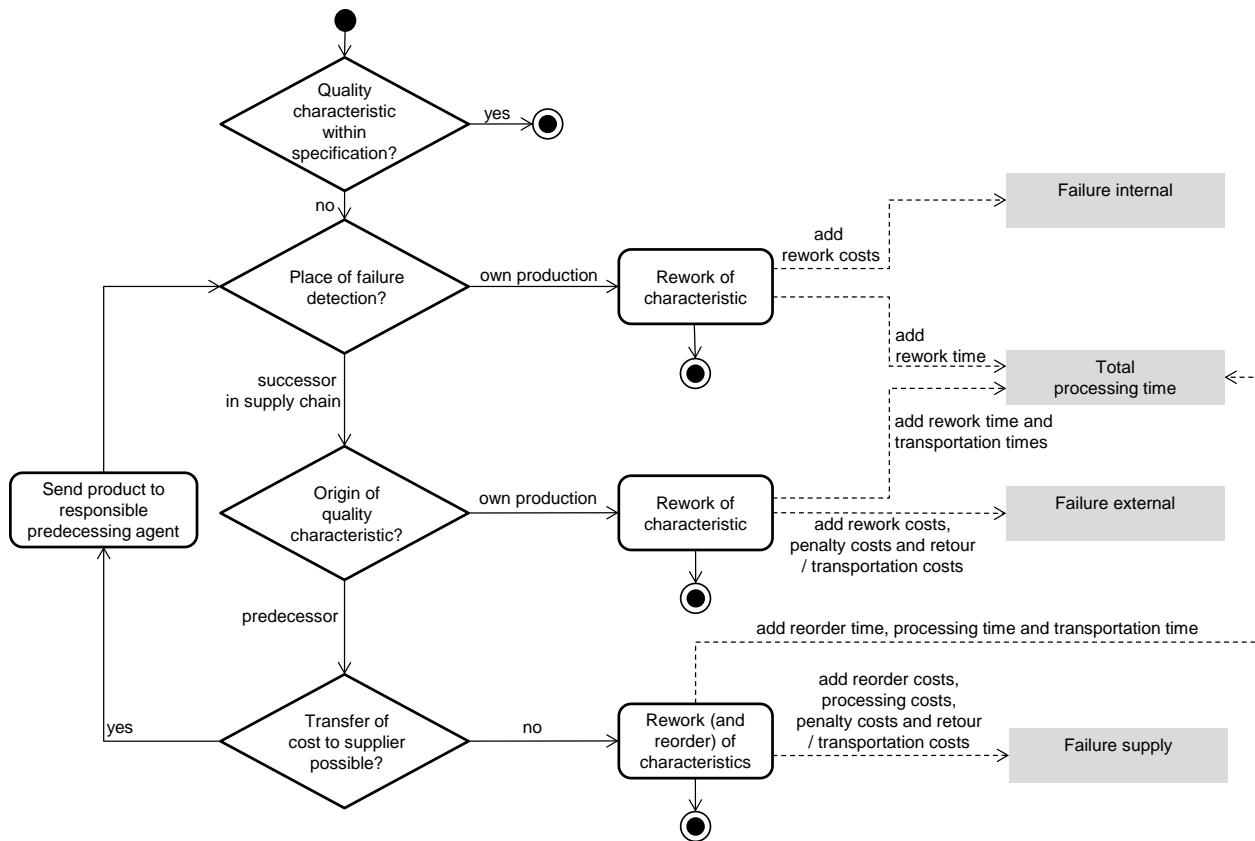 Quality
characteristic
within
specification?
yes
no
Failure internal
add
rework costs
Place of failure
detection?
own production
Rework of
characteristic
add
rework time
Total
processing time
successor
in supply chain
add rework time and
transportation times
Send product to
responsible
predecessing agent
Origin of
quality
characteristic?
own production
Rework of
characteristic
Failure external
add rework costs,
penalty costs and retour
/ transportation costs
predecessor
add reorder time, processing time and transportation time
add reorder costs,
processing costs,
penalty costs and retour
/ transportation costs
yes
Transfer of
cost to supplier
possible?
no
Rework (and
reorder) of
characteristics
Failure supply